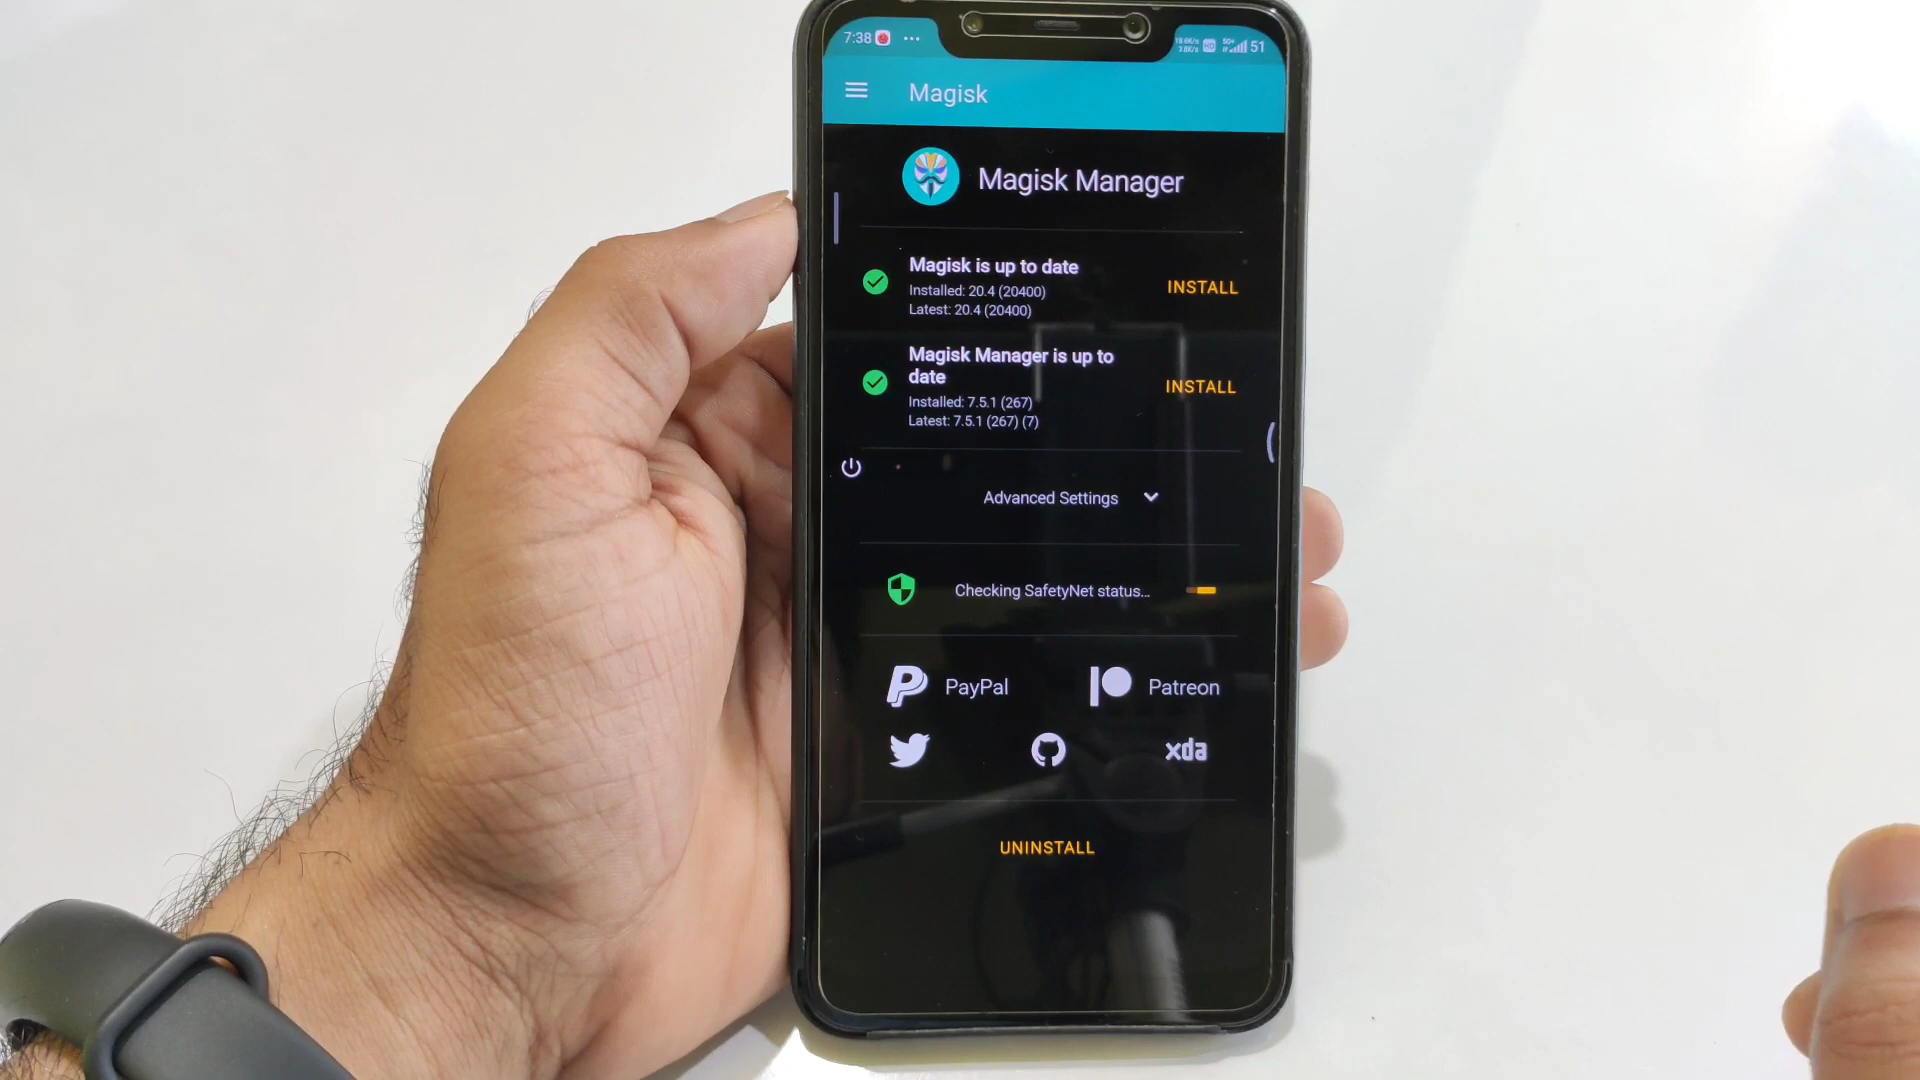 7:38 ... 51
Magisk
Magisk Manager
Magisk is up to date
INSTALL
Installed: 20.4 (20400)
Latest: 20.4 (20400)
Magisk Manager is up to
date
INSTALL
Installed: 7.5.1 (267)
Latest: 7.5.1 (267) (7)
Advanced Settings
Checking SafetyNet status…
PayPal
Patreon
xda
UNINSTALL